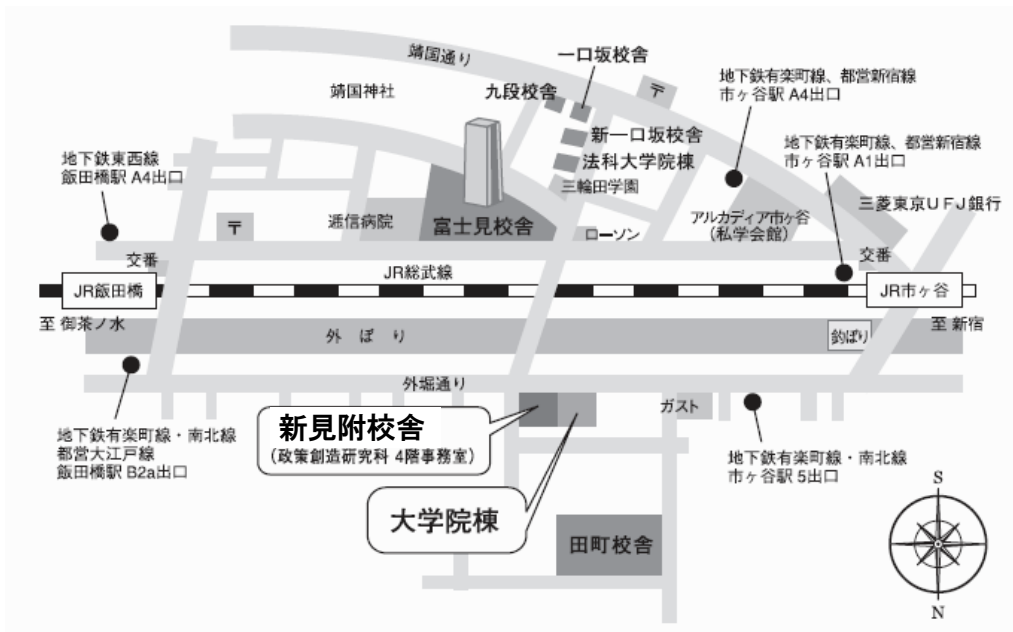 靖国通り
一口坂校舎
靖国神社
九段校舎
〒
地下鉄有楽町線、都営新宿線
市ヶ谷駅 A4出口
新一口坂校舎
地下鉄有楽町線、都営新宿線
市ヶ谷駅 A1出口
地下鉄東西線
飯田橋駅 A4出口
法科大学院棟
三輪田学園
三菱東京UFJ銀行
〒
逓信病院
富士見校舎
ローソン
アルカディア市ヶ谷
(私学会館)
交番
JR総武線
交番
JR飯田橋
JR市ヶ谷
至 御茶ノ水
至 新宿
外 ぼ り
釣ぼり
外堀通り
新見附校舎
(政策創造研究科 4階事務室)
ガスト
地下鉄有楽町線・南北線
都営大江戸線
飯田橋駅 B2a出口
地下鉄有楽町線・南北線
市ヶ谷駅 5出口
大学院棟
田町校舎
S
N